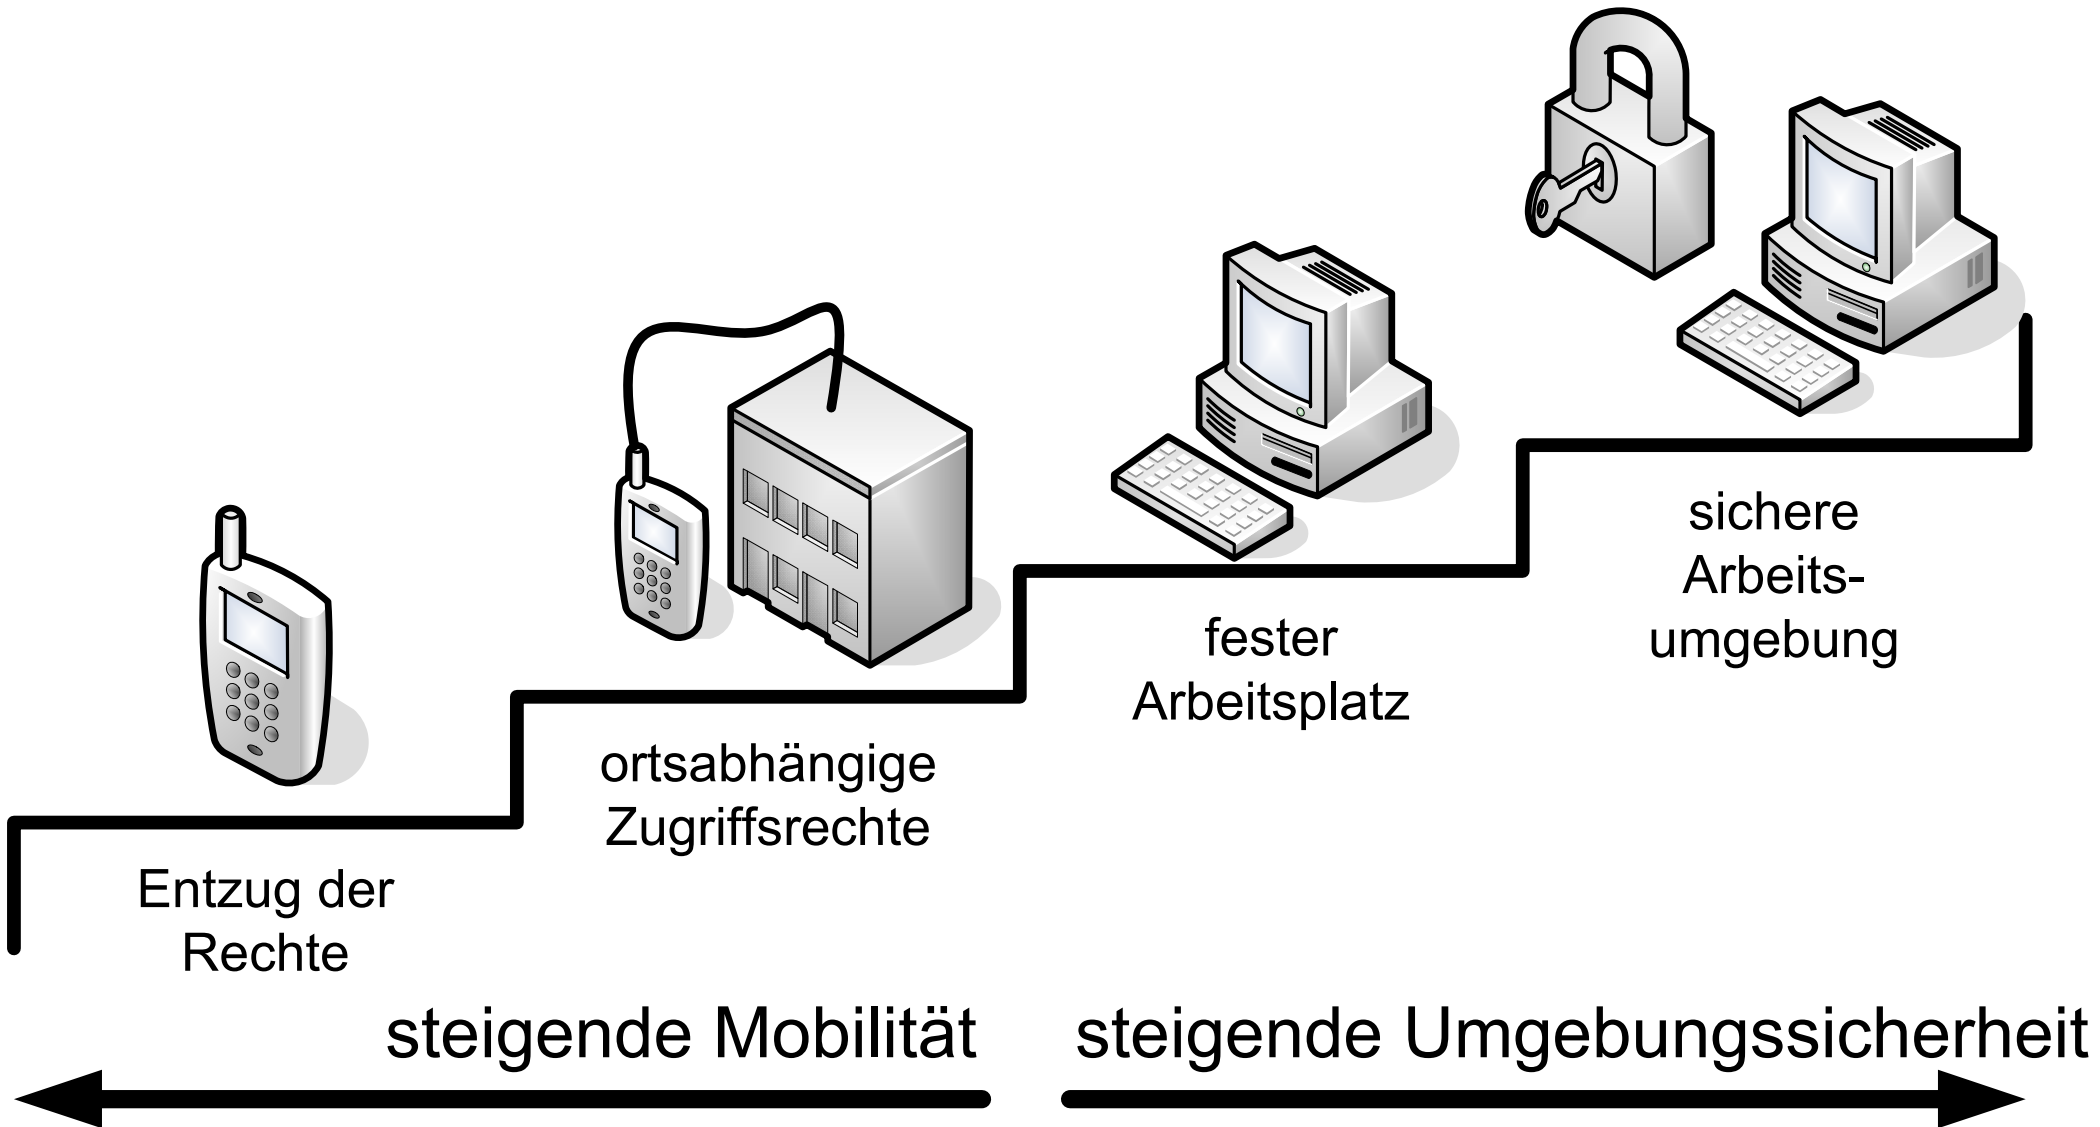 sichere
Arbeits-
umgebung
fester
Arbeitsplatz
ortsabhängige
Zugriffsrechte
Entzug der
Rechte
steigende Mobilität
steigende Umgebungssicherheit